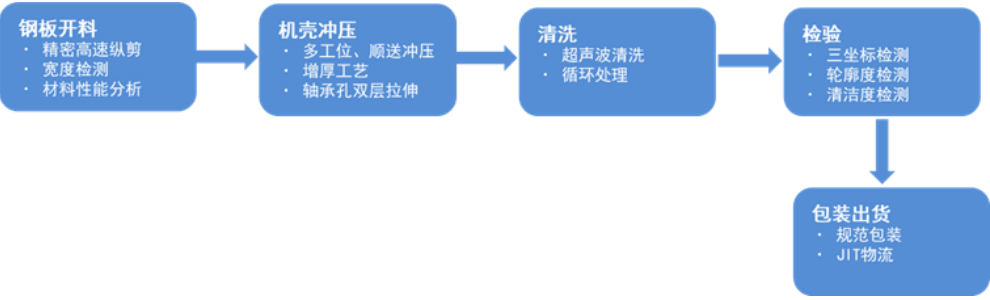 钢板开料
· 精密高速纵剪
· 宽度检测
· 材料性能分析
机壳冲压
· 多工位、顺送冲压
· 增厚工艺
· 轴承孔双层拉伸
清洗
· 超声波清洗
· 循环处理
检验
· 三坐标检测
· 轮廓度检测
· 清洁度检测
包装出货
· 规范包装
· JIT物流